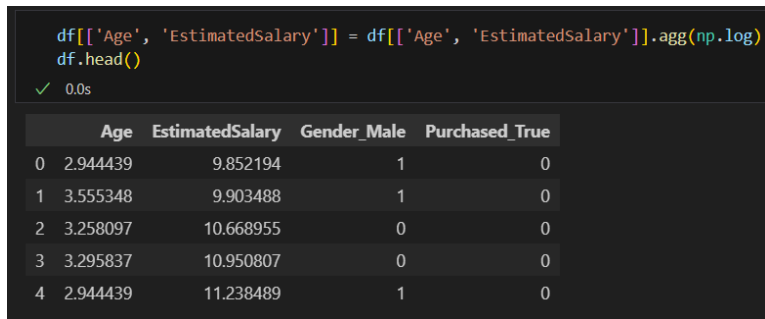 df[['Age', 'EstimatedSalary']] = df[['Age', 'EstimatedSalary']].agg(np.log)
df.head()
✓ 0.0s
Age EstimatedSalary Gender_Male Purchased_True
0 2.944439 9.852194 1 0
1 3.555348 9.903488 1 0
2 3.258097 10.668955 0 0
3 3.295837 10.950807 0 0
4 2.944439 11.238489 1 0